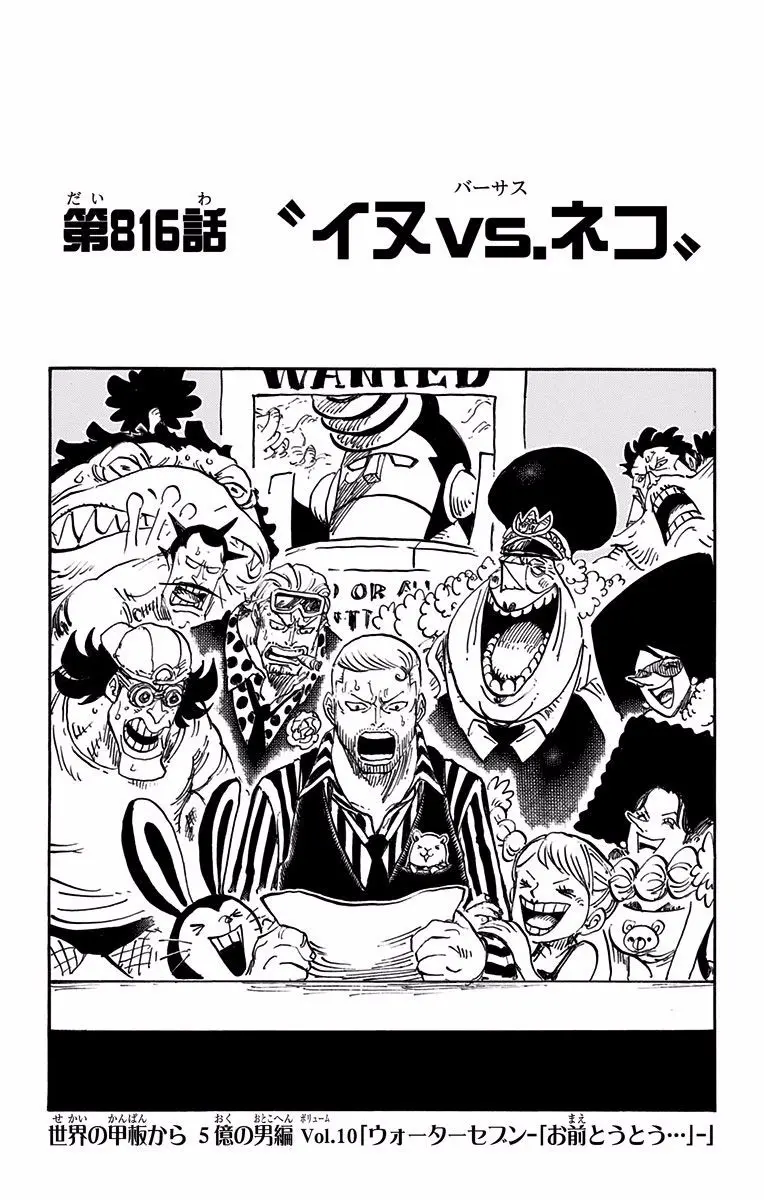 だい わ バーサス
第816話 〝イヌvs.ネコ〟
WANTED
D OR AL
せかい かんぱん おく おとこへん ボリューム まえ
世界の甲板から 5億の男編 Vol.10「ウォーターセブン-「お前とうとう…」-」